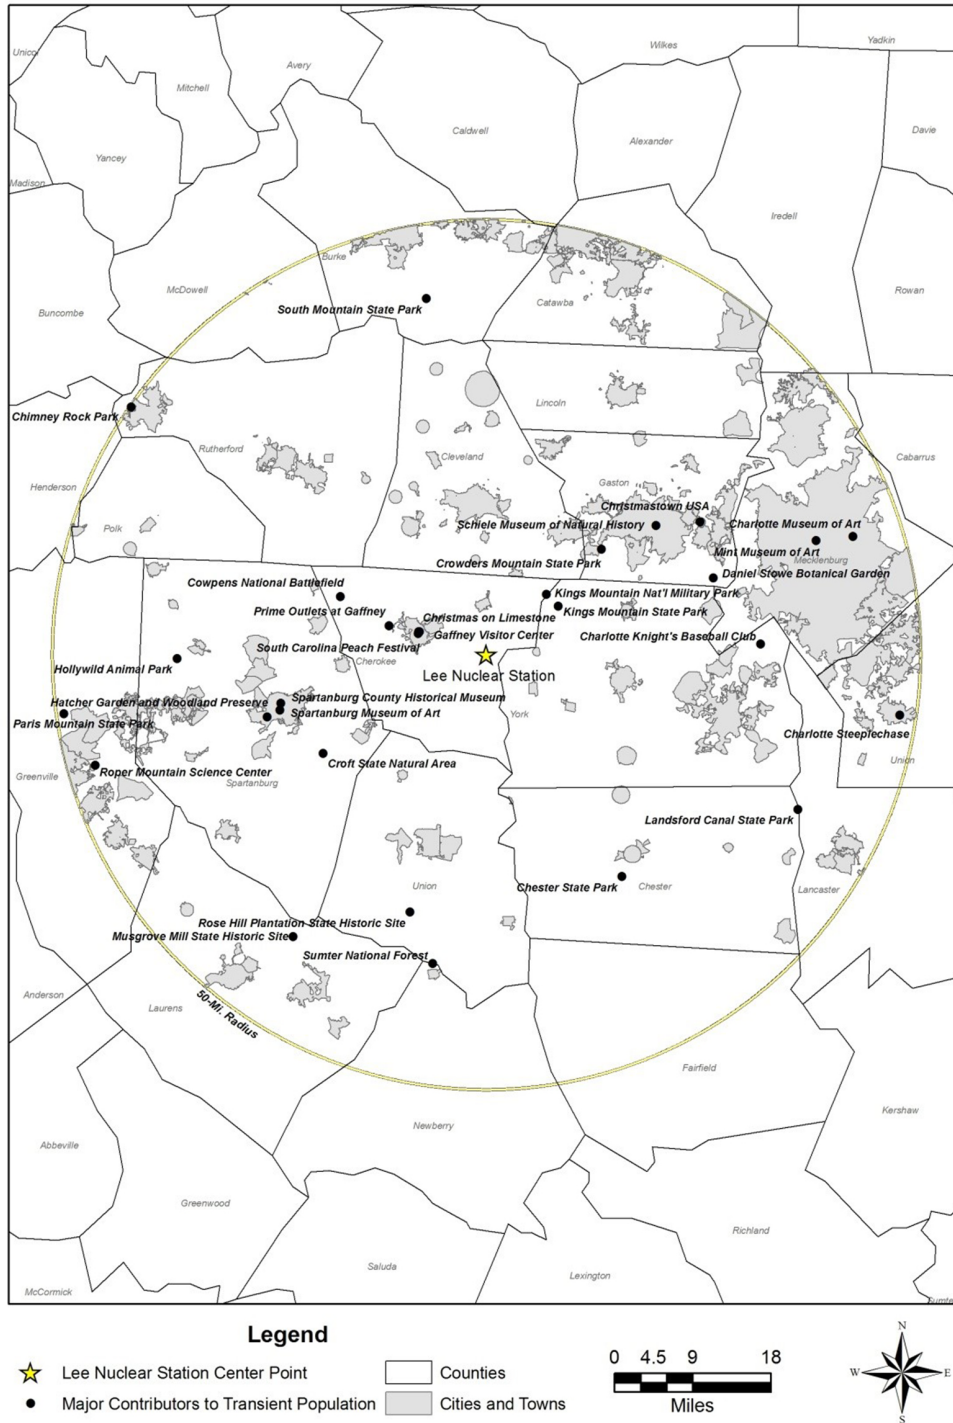 Yadkin
Wilkes
Unicoi
Avery
Mitchell
Caldwell
Davie
Alexander
Yancey
Madison
Iredell
Burke
McDowell
Rowan
Catawba
South Mountain State Park
Buncombe
Lincoln
Chimney Rock Park
Rutherford
Cleveland
Cabarrus
Gaston
Henderson
Christmastown USA
Polk
Schiele Museum of Natural History
Charlotte Museum of Art
Mint Museum of Art
Crowders Mountain State Park
Mecklenburg
Daniel Stowe Botanical Garden
Cowpens National Battlefield
Kings Mountain Nat'l Military Park
Prime Outlets at Gaffney
Kings Mountain State Park
Christmas on Limestone
Gaffney Visitor Center
Charlotte Knight's Baseball Club
South Carolina Peach Festival
Cherokee
Hollywild Animal Park
Lee Nuclear Station
Spartanburg County Historical Museum
Hatcher Garden and Woodland Preserve
Spartanburg Museum of Art
York
Paris Mountain State Park
Charlotte Steeplechase
Croft State Natural Area
Union
Roper Mountain Science Center
Greenville
Spartanburg
Landsford Canal State Park
Union
Chester State Park
Chester
Lancaster
Rose Hill Plantation State Historic Site
Musgrove Mill State Historic Site
Sumter National Forest
Anderson
Laurens
50-Mi. Radius
Fairfield
Kershaw
Newberry
Abbeville
Greenwood
Richland
Saluda
Lexington
McCormick
Legend
Lee Nuclear Station Center Point
Major Contributors to Transient Population
Counties
Cities and Towns
0 4.5 9 18
Miles
N
W E
S